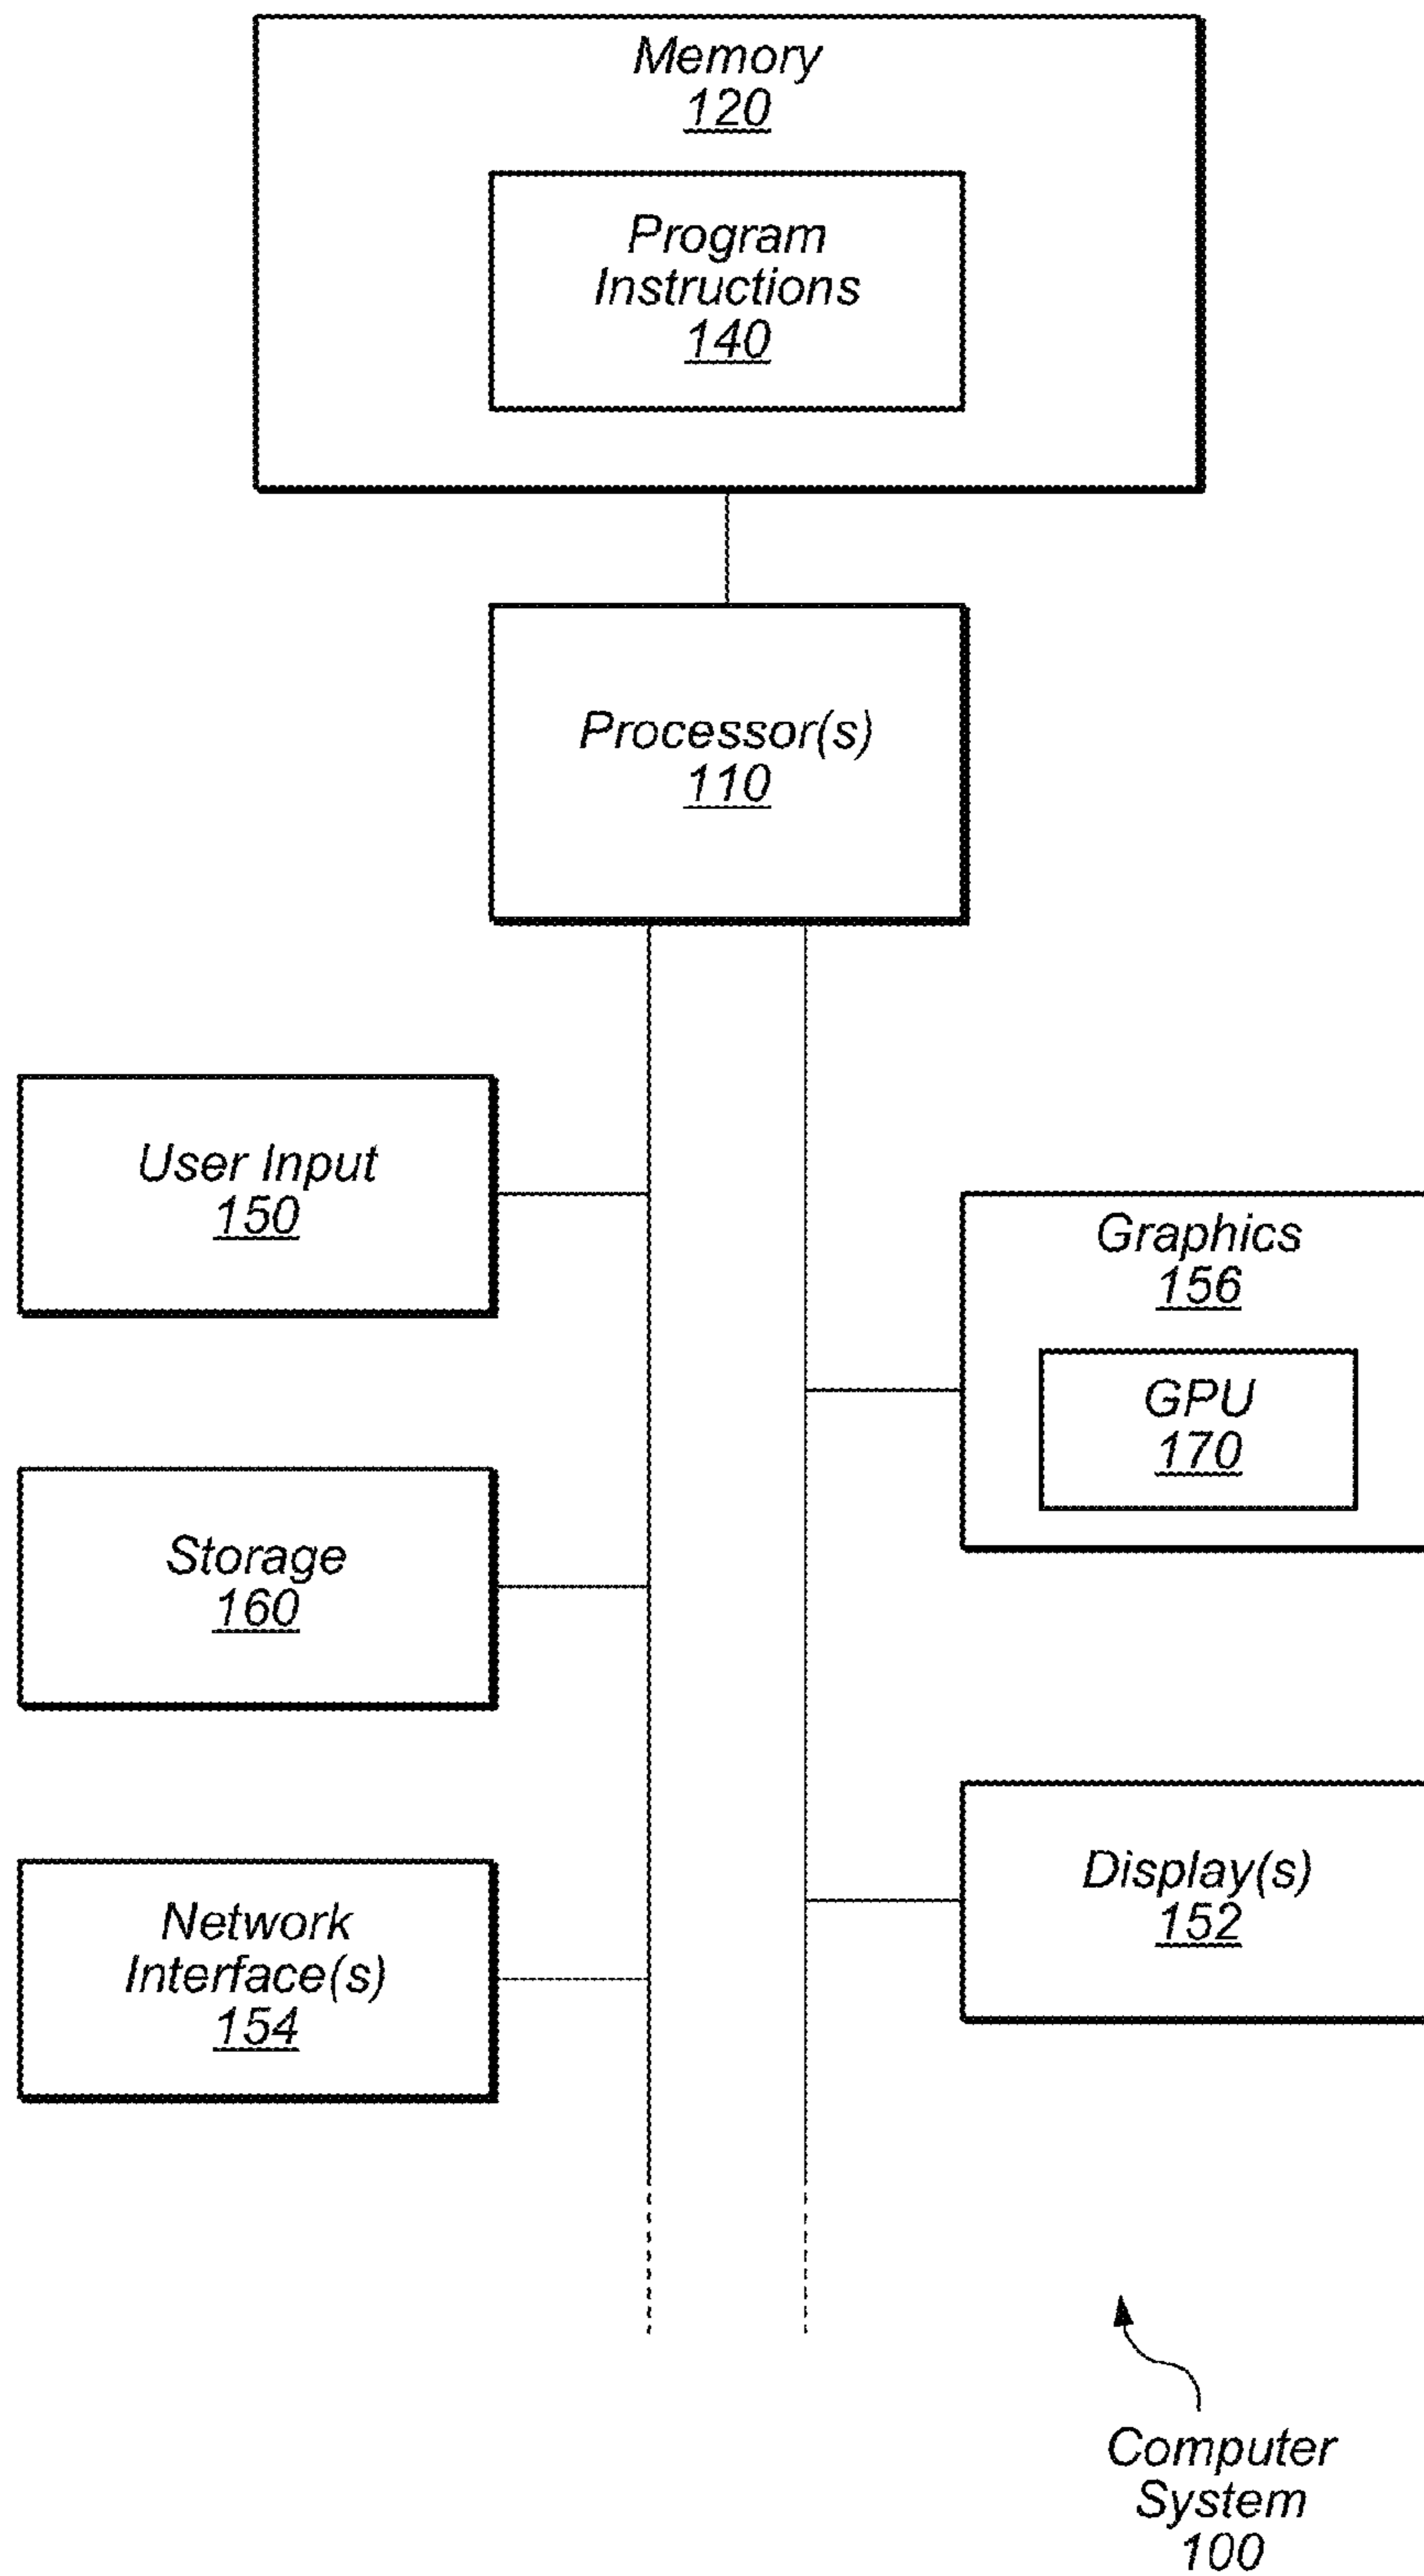 Memory
120
Program
Instructions
140
Processor(s)
110
User Input
150
Graphics
156
GPU
170
Storage
160
Display(s)
152
Network
Interface(s)
154
Computer
System
100